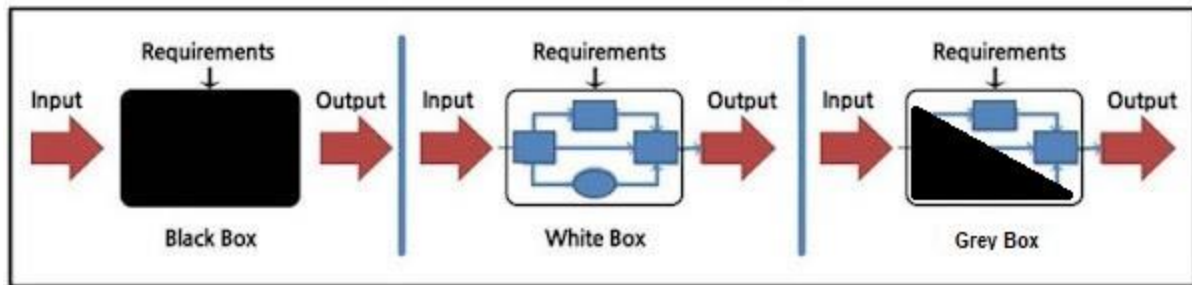 Requirements
Input
Output
Black Box
Requirements
Input
Output
White Box
Requirements
Input
Output
Grey Box